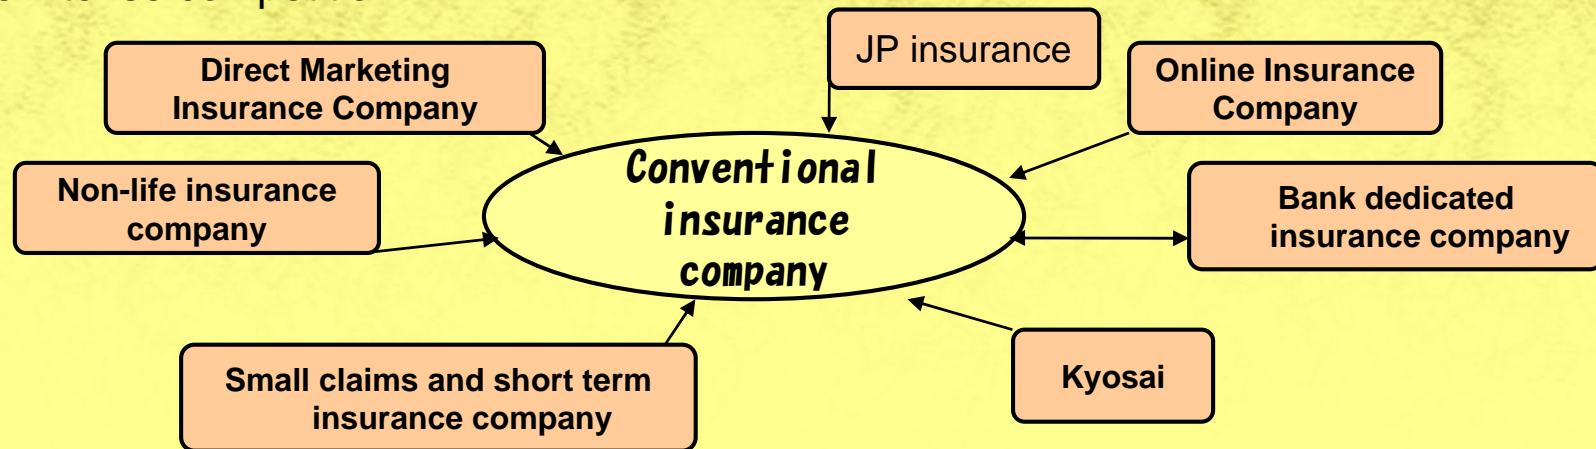 JP insurance
Direct Marketing
Insurance Company
Online Insurance
Company
Conventional
insurance
company
Non-life insurance
company
Bank dedicated
insurance company
Small claims and short term
insurance company
Kyosai